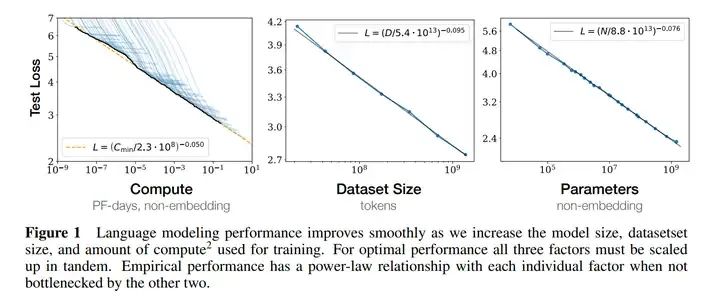 7
6
5
4
3
2
Test Loss
L = (C_min/2.3 · 10^8)^−0.050
10^−9 10^−7 10^−5 10^−3 10^−1 10^1
Compute
PF-days, non-embedding
4.2
3.9
3.6
3.3
3.0
2.7
L = (D/5.4 · 10^13)^−0.095
10^8 10^9
Dataset Size
tokens
5.6
4.8
4.0
3.2
2.4
L = (N/8.8 · 10^13)^−0.076
10^5 10^7 10^9
Parameters
non-embedding
Figure 1 Language modeling performance improves smoothly as we increase the model size, datasetset
size, and amount of compute^2 used for training. For optimal performance all three factors must be scaled
up in tandem. Empirical performance has a power-law relationship with each individual factor when not
bottlenecked by the other two.